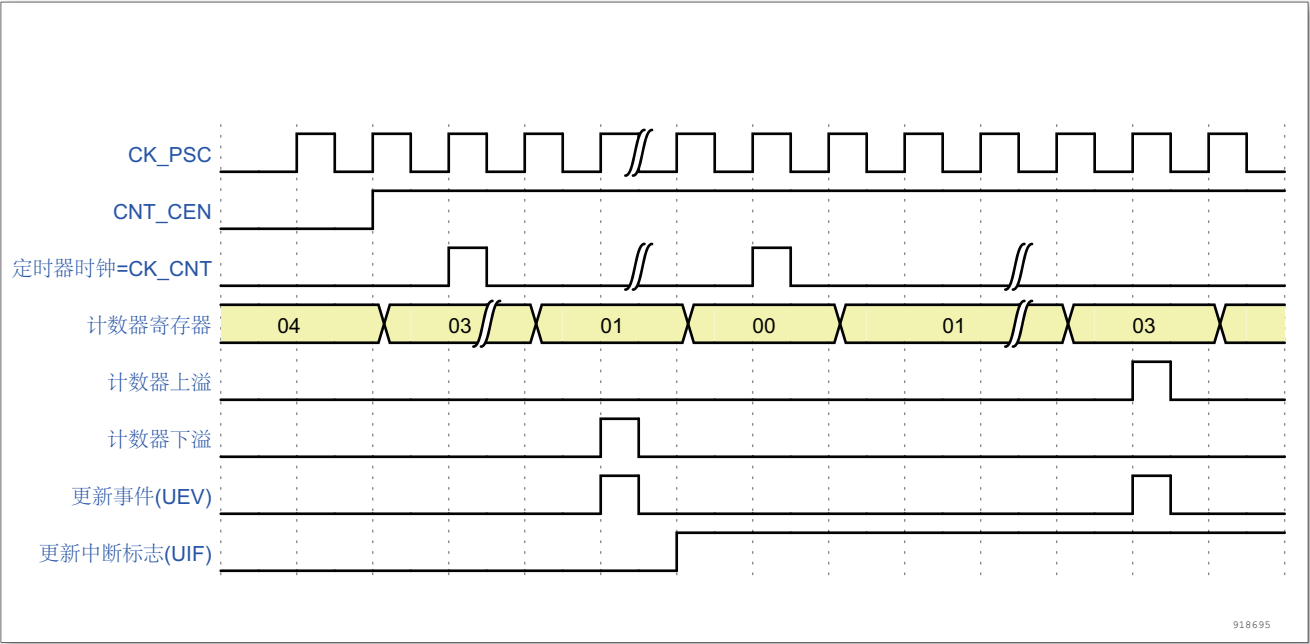 CK_PSC
CNT_CEN
定时器时钟=CK_CNT
计数器寄存器 04 03 01 00 01 03
计数器上溢
计数器下溢
更新事件(UEV)
更新中断标志(UIF)
918695